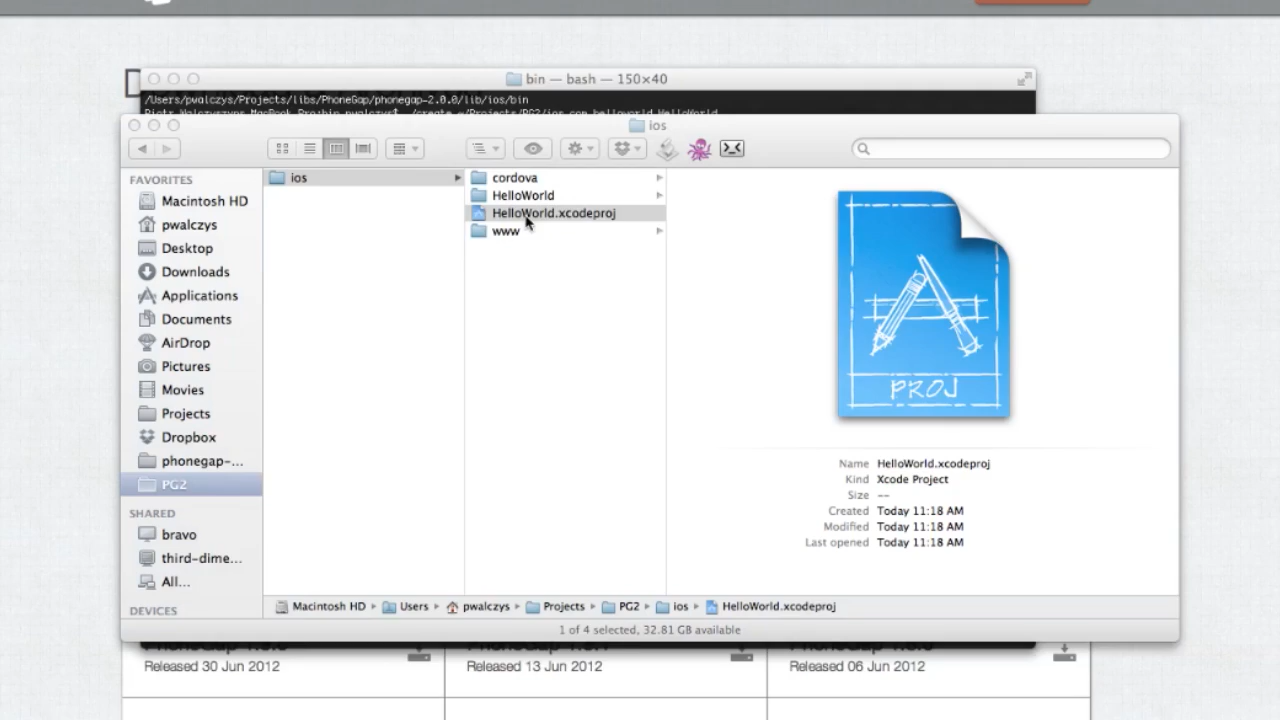 bin — bash — 150×40
/Users/pwalczys/Projects/libs/PhoneGap/phonegap-2.0.0/lib/ios/bin
ios
FAVORITES
Macintosh HD
pwalczys
Desktop
Downloads
Applications
Documents
AirDrop
Pictures
Movies
Projects
Dropbox
phonegap-...
PG2
SHARED
bravo
third-dime...
All...
DEVICES
ios
cordova
HelloWorld
HelloWorld.xcodeproj
www
PROJ
Name HelloWorld.xcodeproj
Kind Xcode Project
Size --
Created Today 11:18 AM
Modified Today 11:18 AM
Last opened Today 11:18 AM
Macintosh HD Users pwalczys Projects PG2 ios HelloWorld.xcodeproj
1 of 4 selected, 32.81 GB available
Released 30 Jun 2012
Released 13 Jun 2012
Released 06 Jun 2012